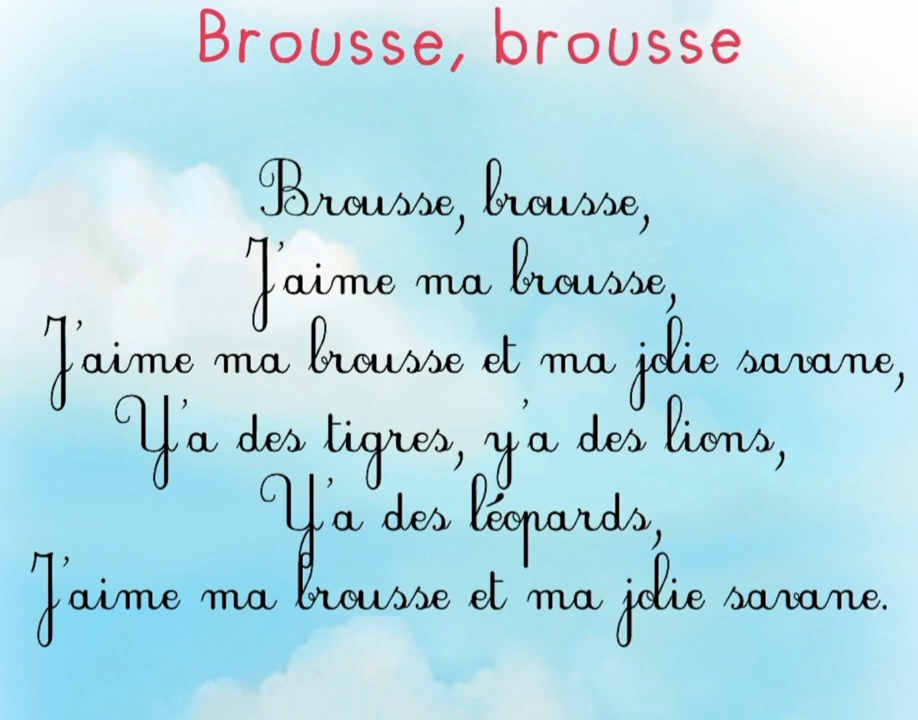 Brousse, brousse
Brousse, brousse,
J'aime ma brousse,
J'aime ma brousse et ma jolie savane,
Y'a des tigres, y'a des lions,
Y'a des léopards,
J'aime ma brousse et ma jolie savane.